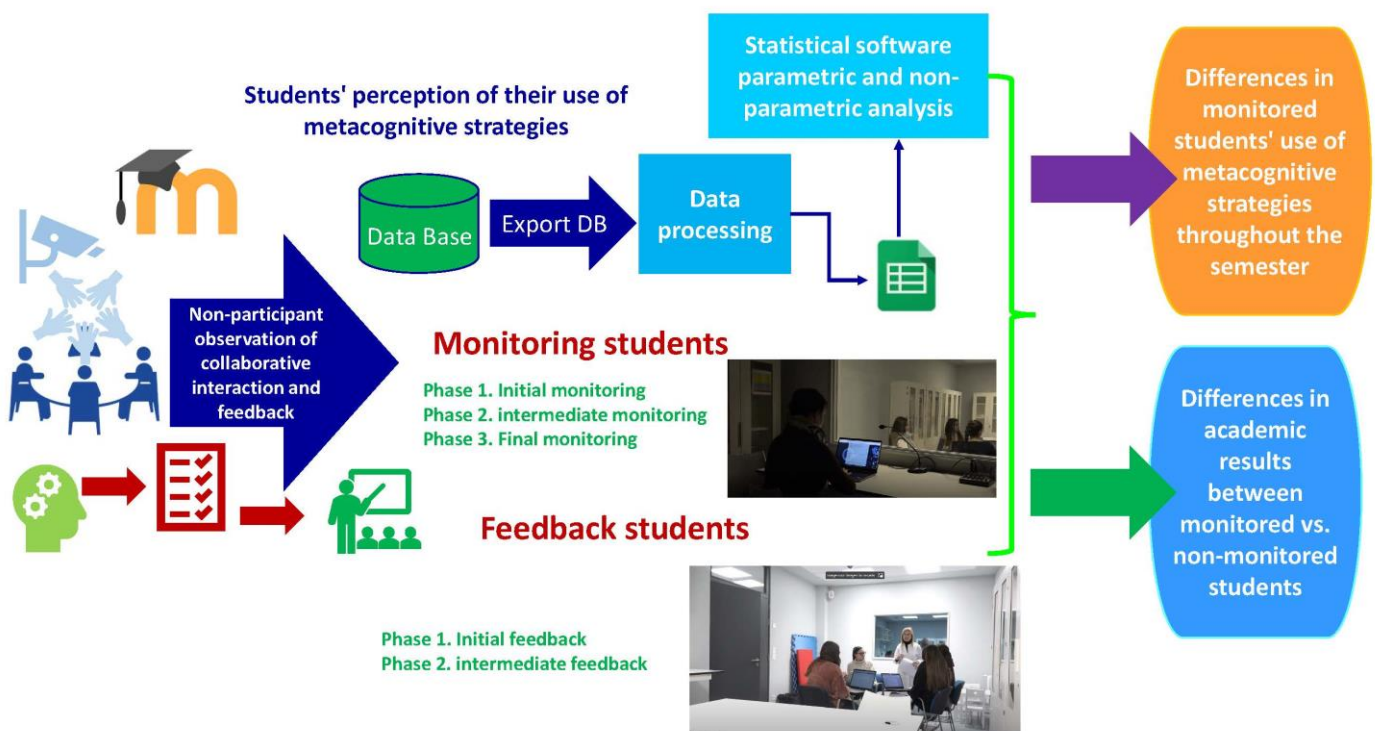 Students' perception of their use of
metacognitive strategies
Statistical software
parametric and non-
parametric analysis
m
Data Base
Export DB
Data
processing
Non-participant
observation of
collaborative
interaction and
feedback
Monitoring students
Phase 1. Initial monitoring
Phase 2. intermediate monitoring
Phase 3. Final monitoring
Feedback students
Phase 1. Initial feedback
Phase 2. intermediate feedback
Differences in
monitored
students' use of
metacognitive
strategies
throughout the
semester
Differences in
academic
results
between
monitored vs.
non-monitored
students